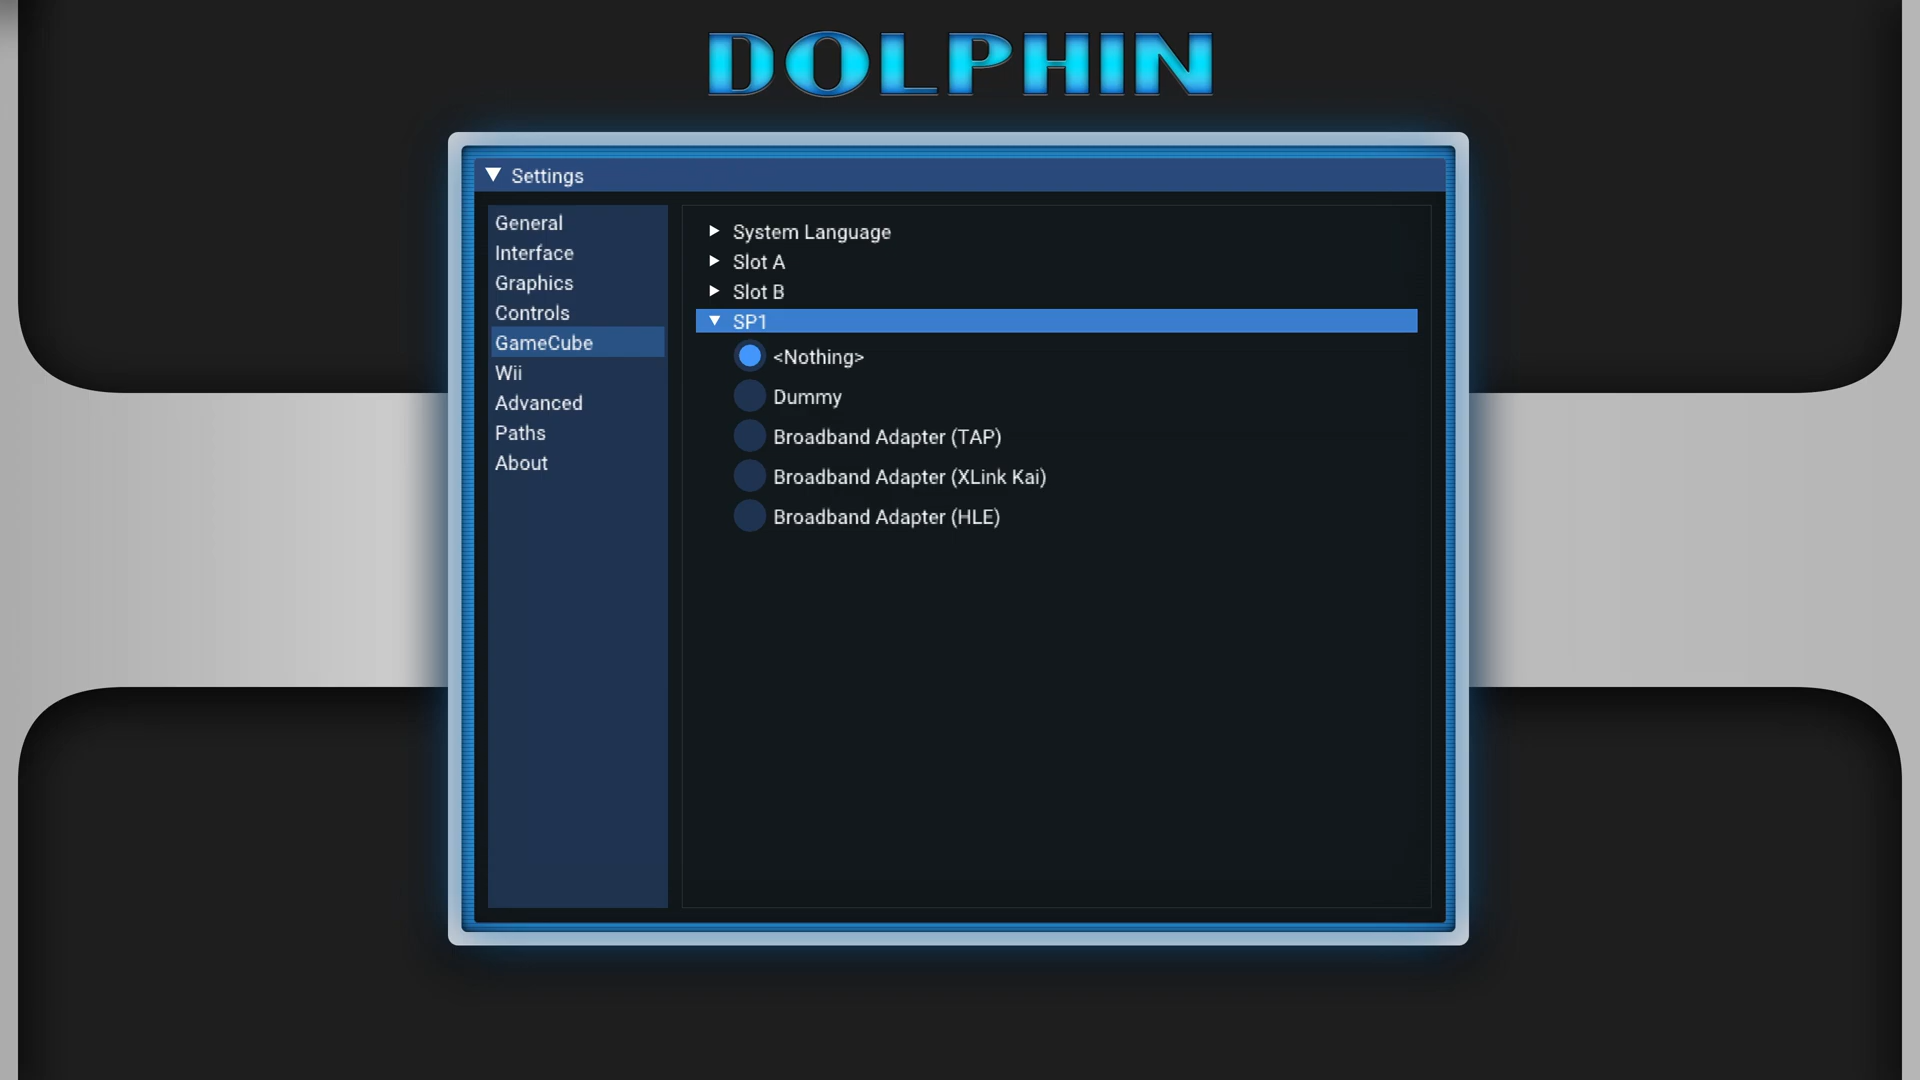 DOLPHIN
Settings
General
Interface
Graphics
Controls
GameCube
Wii
Advanced
Paths
About
System Language
Slot A
Slot B
SP1
<Nothing>
Dummy
Broadband Adapter (TAP)
Broadband Adapter (XLink Kai)
Broadband Adapter (HLE)